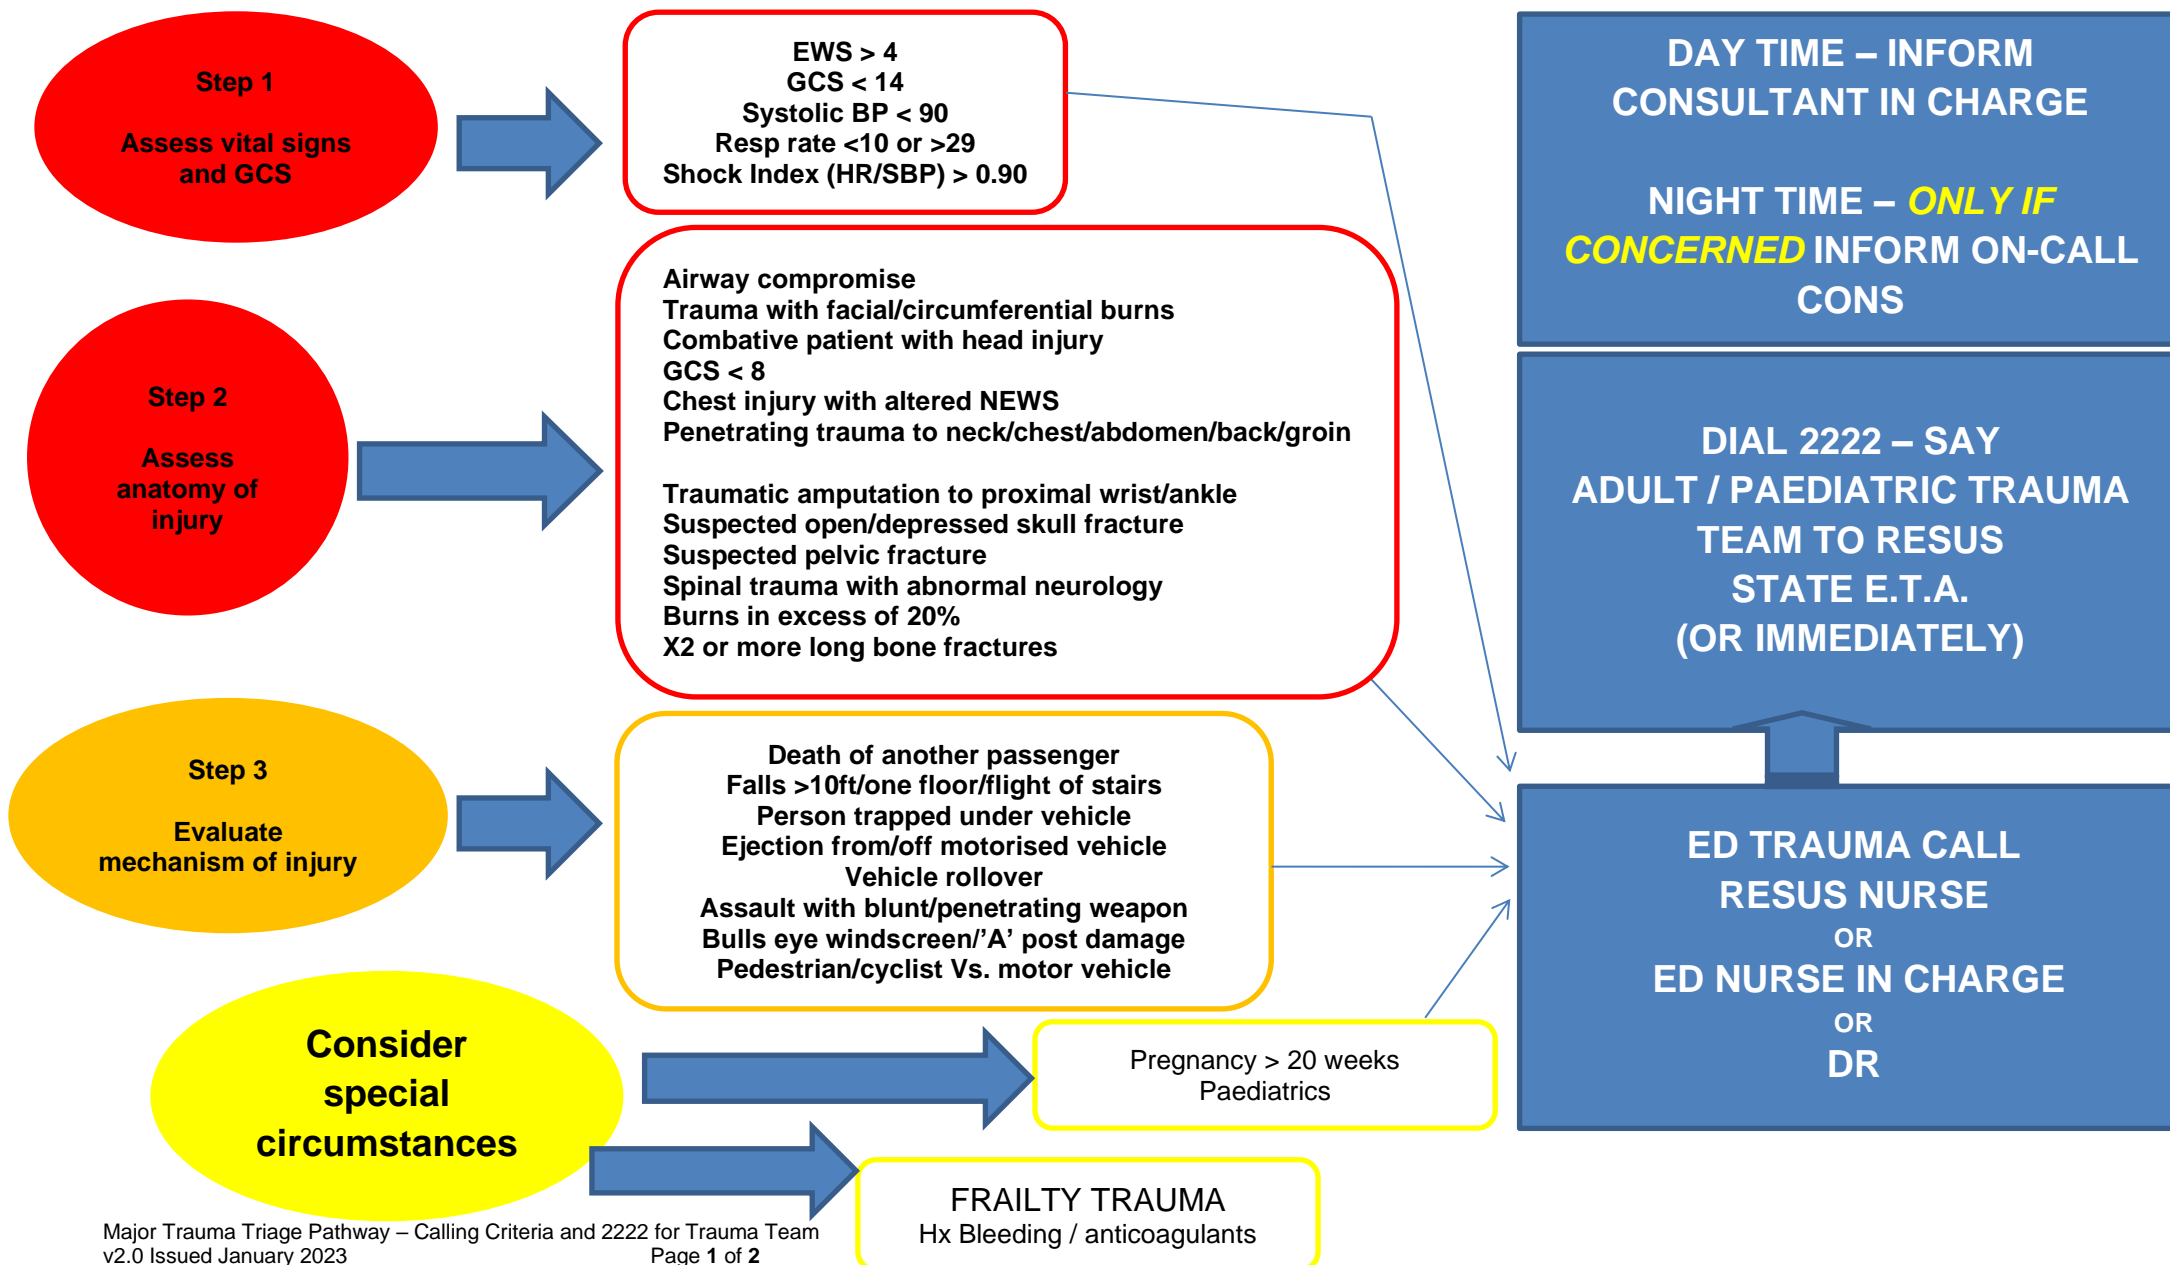 Step 1
Assess vital signs
and GCS
EWS > 4
GCS < 14
Systolic BP < 90
Resp rate <10 or >29
Shock Index (HR/SBP) > 0.90
Step 2
Assess
anatomy of
injury
Airway compromise
Trauma with facial/circumferential burns
Combative patient with head injury
GCS < 8
Chest injury with altered NEWS
Penetrating trauma to neck/chest/abdomen/back/groin
Traumatic amputation to proximal wrist/ankle
Suspected open/depressed skull fracture
Suspected pelvic fracture
Spinal trauma with abnormal neurology
Burns in excess of 20%
X2 or more long bone fractures
Step 3
Evaluate
mechanism of injury
Death of another passenger
Falls >10ft/one floor/flight of stairs
Person trapped under vehicle
Ejection from/off motorised vehicle
Vehicle rollover
Assault with blunt/penetrating weapon
Bulls eye windscreen/'A' post damage
Pedestrian/cyclist Vs. motor vehicle
Consider
special
circumstances
Pregnancy > 20 weeks
Paediatrics
FRAILTY TRAUMA
Hx Bleeding / anticoagulants
DAY TIME – INFORM
CONSULTANT IN CHARGE
NIGHT TIME – ONLY IF
CONCERNED INFORM ON-CALL
CONS
DIAL 2222 – SAY
ADULT / PAEDIATRIC TRAUMA
TEAM TO RESUS
STATE E.T.A.
(OR IMMEDIATELY)
ED TRAUMA CALL
RESUS NURSE
OR
ED NURSE IN CHARGE
OR
DR
Major Trauma Triage Pathway – Calling Criteria and 2222 for Trauma Team
v2.0 Issued January 2023 Page 1 of 2